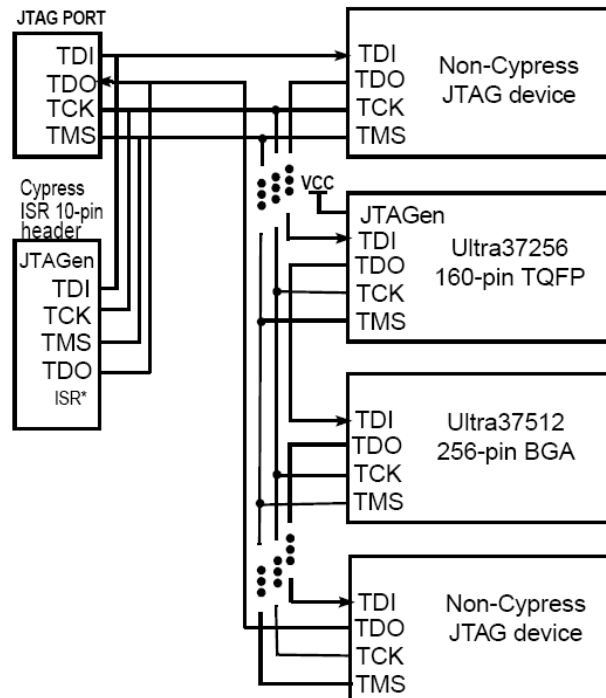 JTAG PORT
TDI
TDO
TCK
TMS
Cypress
ISR 10-pin
header
JTAGen
TDI
TCK
TMS
TDO
ISR*
TDI
TDO
TCK
TMS
Non-Cypress
JTAG device
VCC
JTAGen
TDI
TDO
TCK
TMS
Ultra37256
160-pin TQFP
TDI
TDO
TCK
TMS
Ultra37512
256-pin BGA
TDI
TDO
TCK
TMS
Non-Cypress
JTAG device